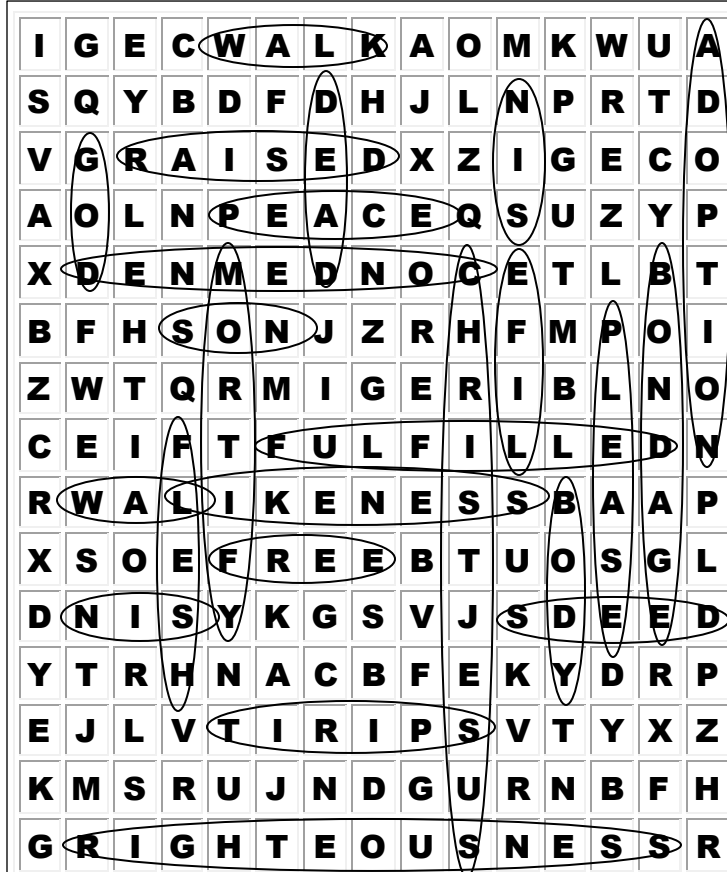 I G E C W A L K A O M K W U A
S Q Y B D F D H J L N P R T D
V G R A I S E D X Z I G E C O
A O L N P E A C E Q S U Z Y P
X D E N M E D N O C E T L B T
B F H S O N J Z R H F M P O I
Z W T Q R M I G E R I B L N O
C E I F T F U L F I L L E D N
R W A L I K E N E S S B A A P
X S O E F R E E B T U O S G L
D N I S Y K G S V J S D E E D
Y T R H N A C B F E K Y D R P
E J L V T I R I P S V T Y X Z
K M S R U J N D G U R N B F H
G R I G H T E O U S N E S S R